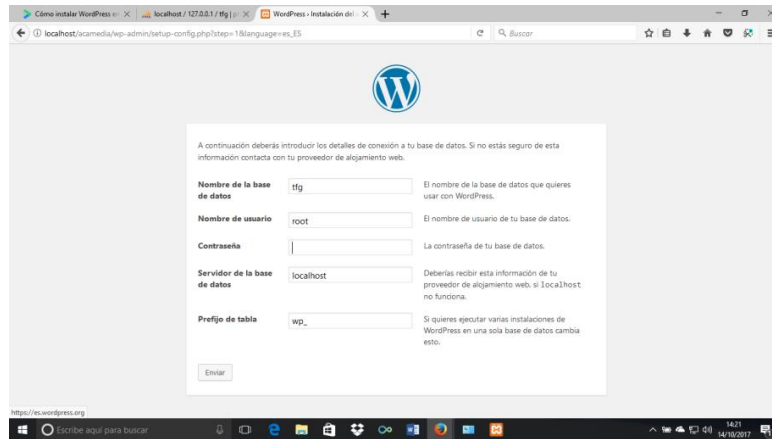 Cómo instalar WordPress en
localhost / 127.0.0.1 / tfg | p
WordPress › Instalación del
localhost/acamedia/wp-admin/setup-config.php?step=1&language=es_ES
Buscar
A continuación deberás introducir los detalles de conexión a tu base de datos. Si no estás seguro de esta
información contacta con tu proveedor de alojamiento web.
Nombre de la base
de datos
tfg
El nombre de la base de datos que quieres
usar con WordPress.
Nombre de usuario
root
El nombre de usuario de tu base de datos.
Contraseña
La contraseña de tu base de datos.
Servidor de la base
de datos
localhost
Deberías recibir esta información de tu
proveedor de alojamiento web, si localhost
no funciona.
Prefijo de tabla
wp_
Si quieres ejecutar varias instalaciones de
WordPress en una sola base de datos cambia
esto.
Enviar
https://es.wordpress.org
Escribe aquí para buscar
14:21
14/10/2017